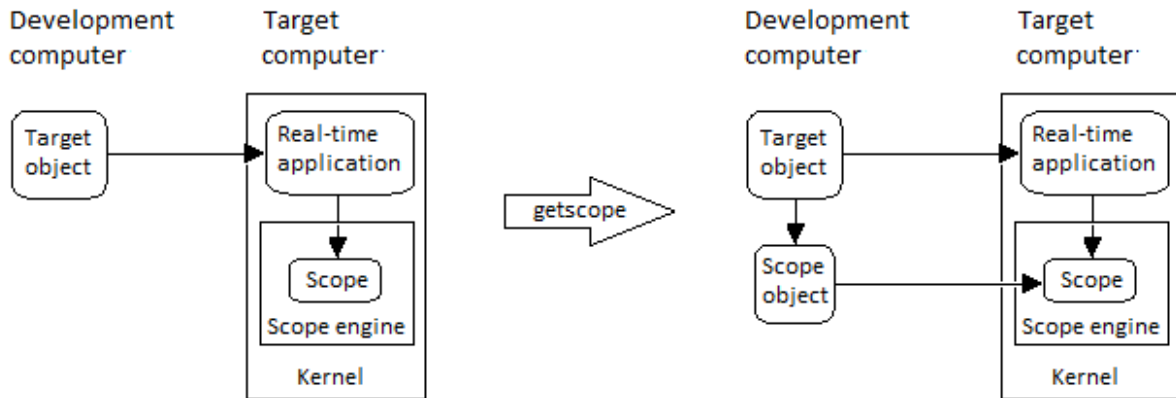 Development
computer
Target
computer
Target
object
Real-time
application
Scope
Scope engine
Kernel
getscope
Development
computer
Target
computer
Target
object
Real-time
application
Scope
object
Scope
Scope engine
Kernel